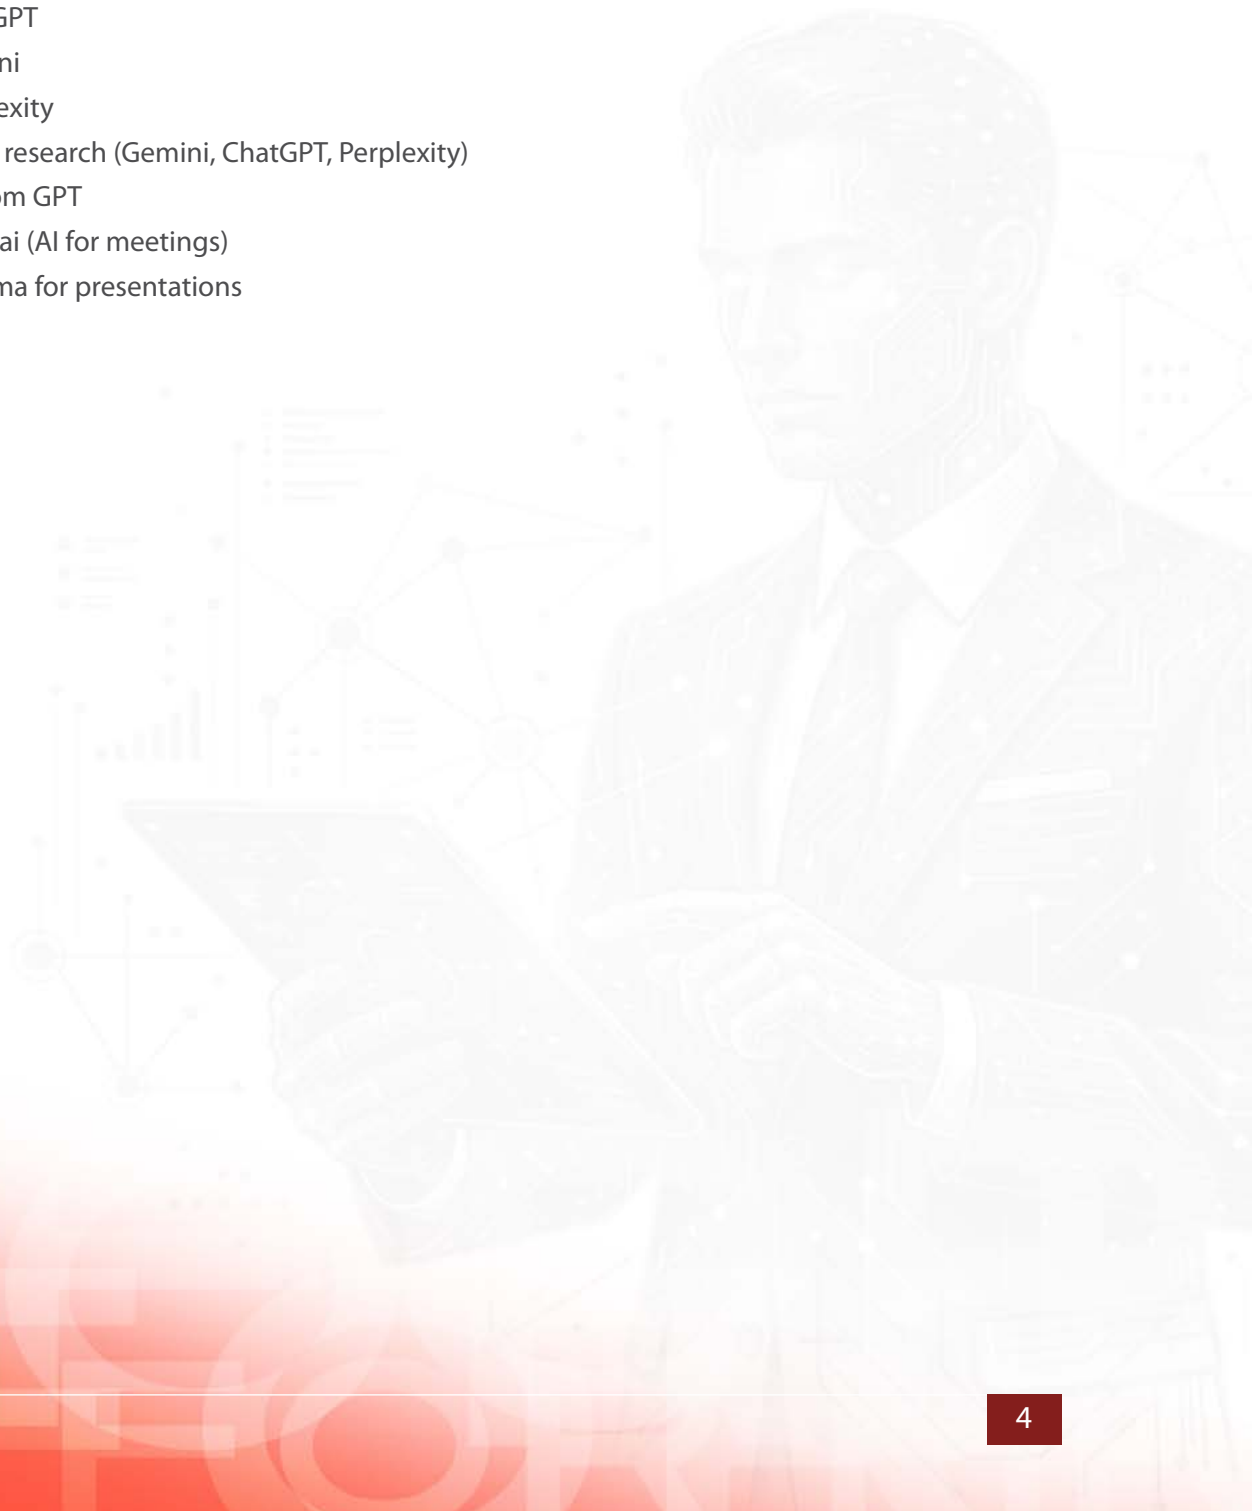 GPT
ni
exity
research (Gemini, ChatGPT, Perplexity)
om GPT
ai (AI for meetings)
ma for presentations
4